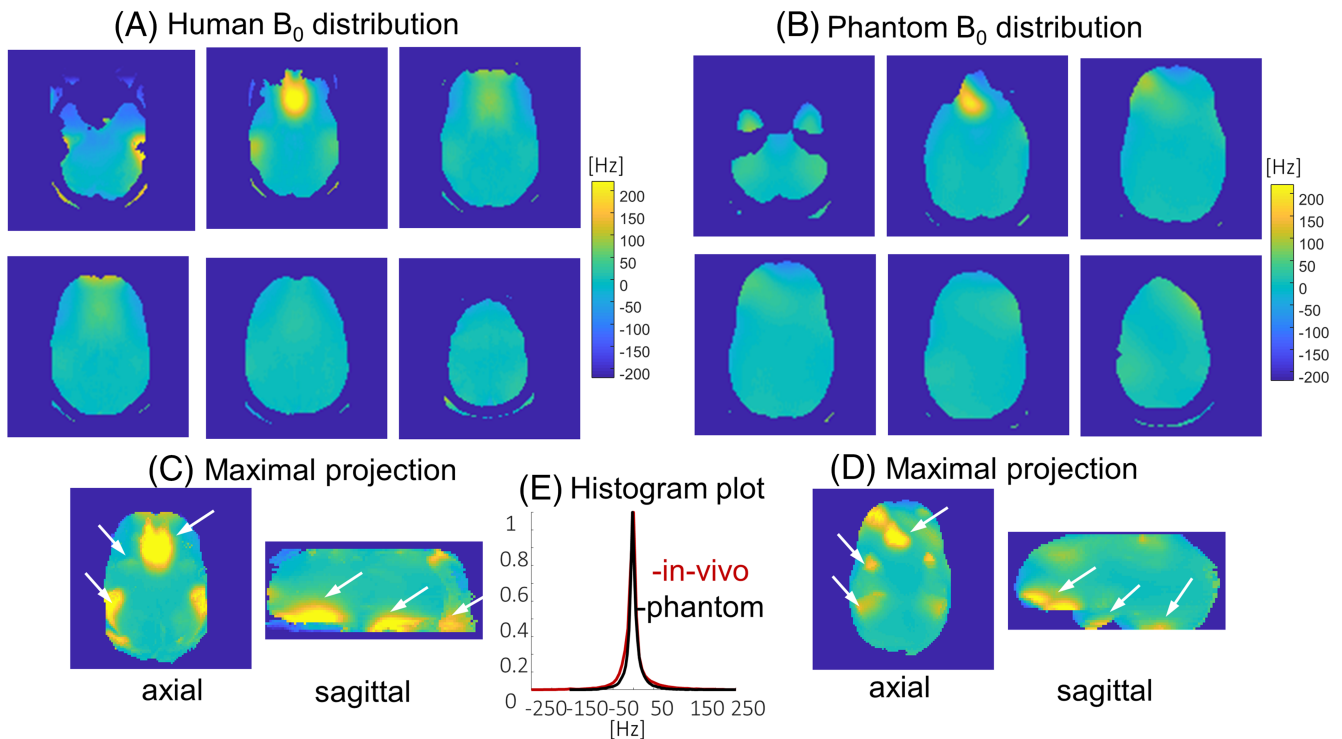 (A) Human B₀ distribution
(B) Phantom B₀ distribution
[Hz]
200
150
100
50
0
-50
-100
-150
-200
[Hz]
200
150
100
50
0
-50
-100
-150
-200
(C) Maximal projection
axial
sagittal
(E) Histogram plot
1
0.8
0.6
0.4
0.2
0
-in-vivo
-phantom
-250 -150 -50 50 150 250
[Hz]
(D) Maximal projection
axial
sagittal